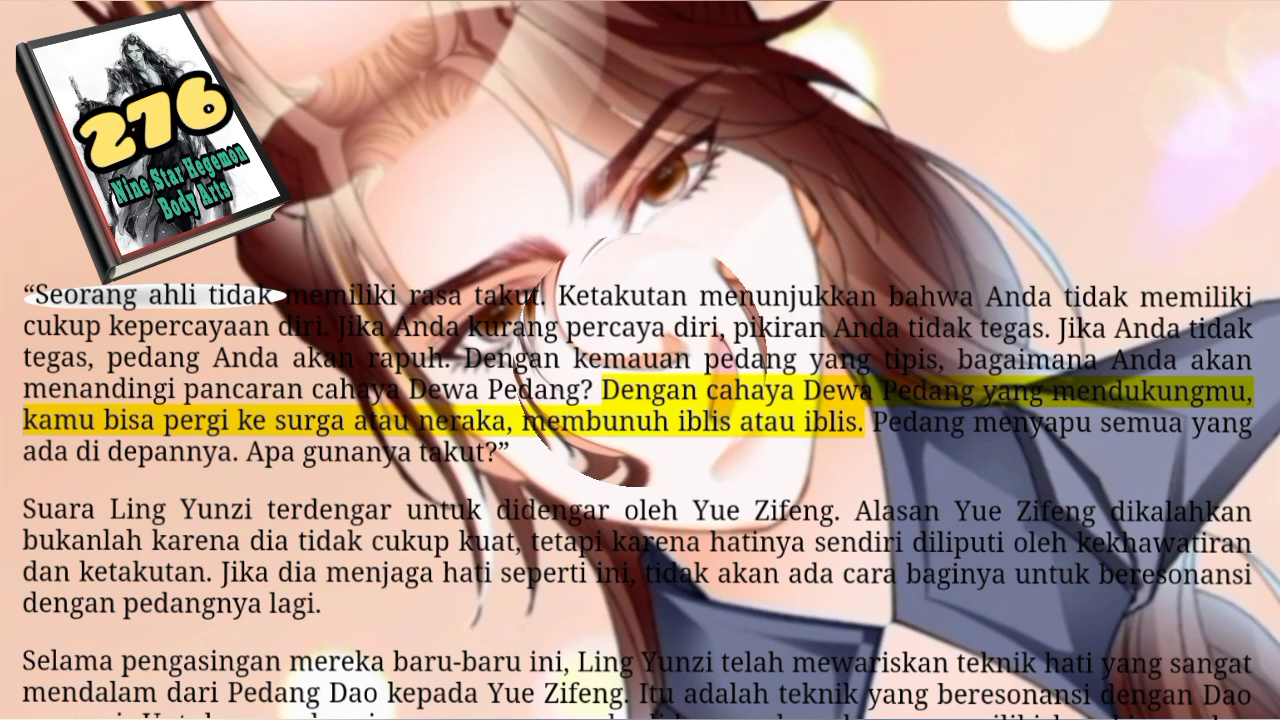 276
Nine Star Hegemon
Body Arts
“Seorang ahli tidak memiliki rasa takut. Ketakutan menunjukkan bahwa Anda tidak memiliki
cukup kepercayaan diri. Jika Anda kurang percaya diri, pikiran Anda tidak tegas. Jika Anda tidak
tegas, pedang Anda akan rapuh. Dengan kemauan pedang yang tipis, bagaimana Anda akan
menandingi pancaran cahaya Dewa Pedang? Dengan cahaya Dewa Pedang yang mendukungmu,
kamu bisa pergi ke surga atau neraka, membunuh iblis atau iblis. Pedang menyapu semua yang
ada di depannya. Apa gunanya takut?”
Suara Ling Yunzi terdengar untuk didengar oleh Yue Zifeng. Alasan Yue Zifeng dikalahkan
bukanlah karena dia tidak cukup kuat, tetapi karena hatinya sendiri diliputi oleh kekhawatiran
dan ketakutan. Jika dia menjaga hati seperti ini, tidak akan ada cara baginya untuk beresonansi
dengan pedangnya lagi.
Selama pengasingan mereka baru-baru ini, Ling Yunzi telah mewariskan teknik hati yang sangat
mendalam dari Pedang Dao kepada Yue Zifeng. Itu adalah teknik yang beresonansi dengan Dao